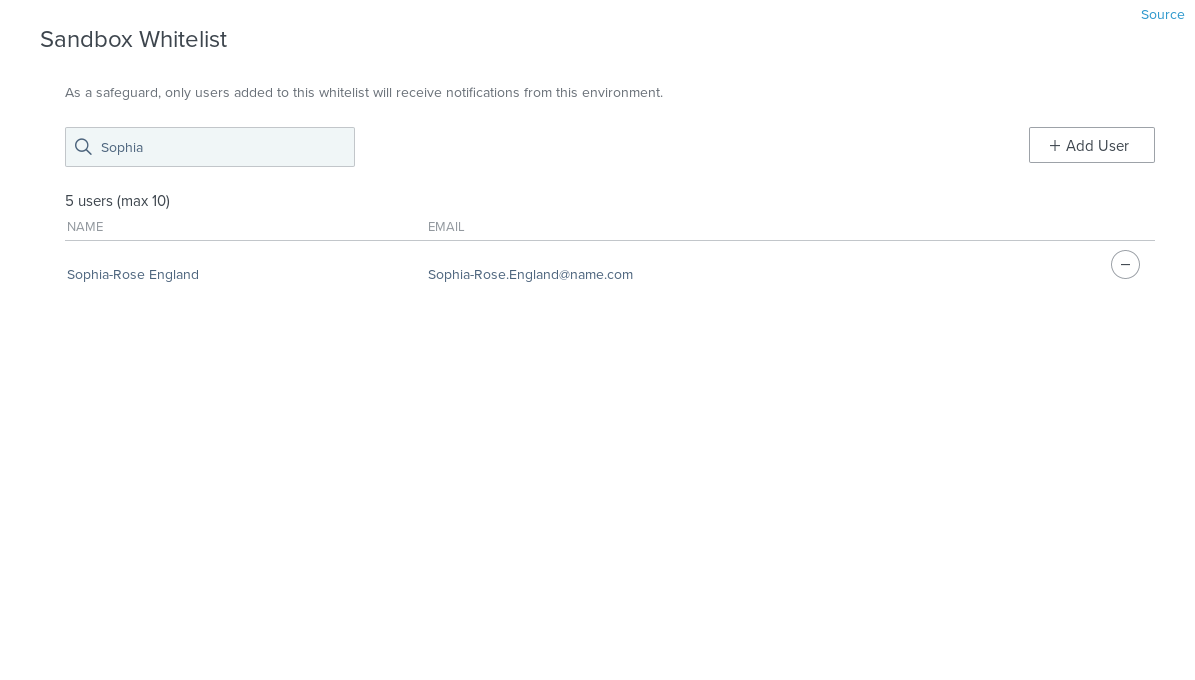 Source
Sandbox Whitelist
As a safeguard, only users added to this whitelist will receive notifications from this environment.
Sophia
+ Add User
5 users (max 10)
NAME EMAIL
Sophia-Rose England Sophia-Rose.England@name.com